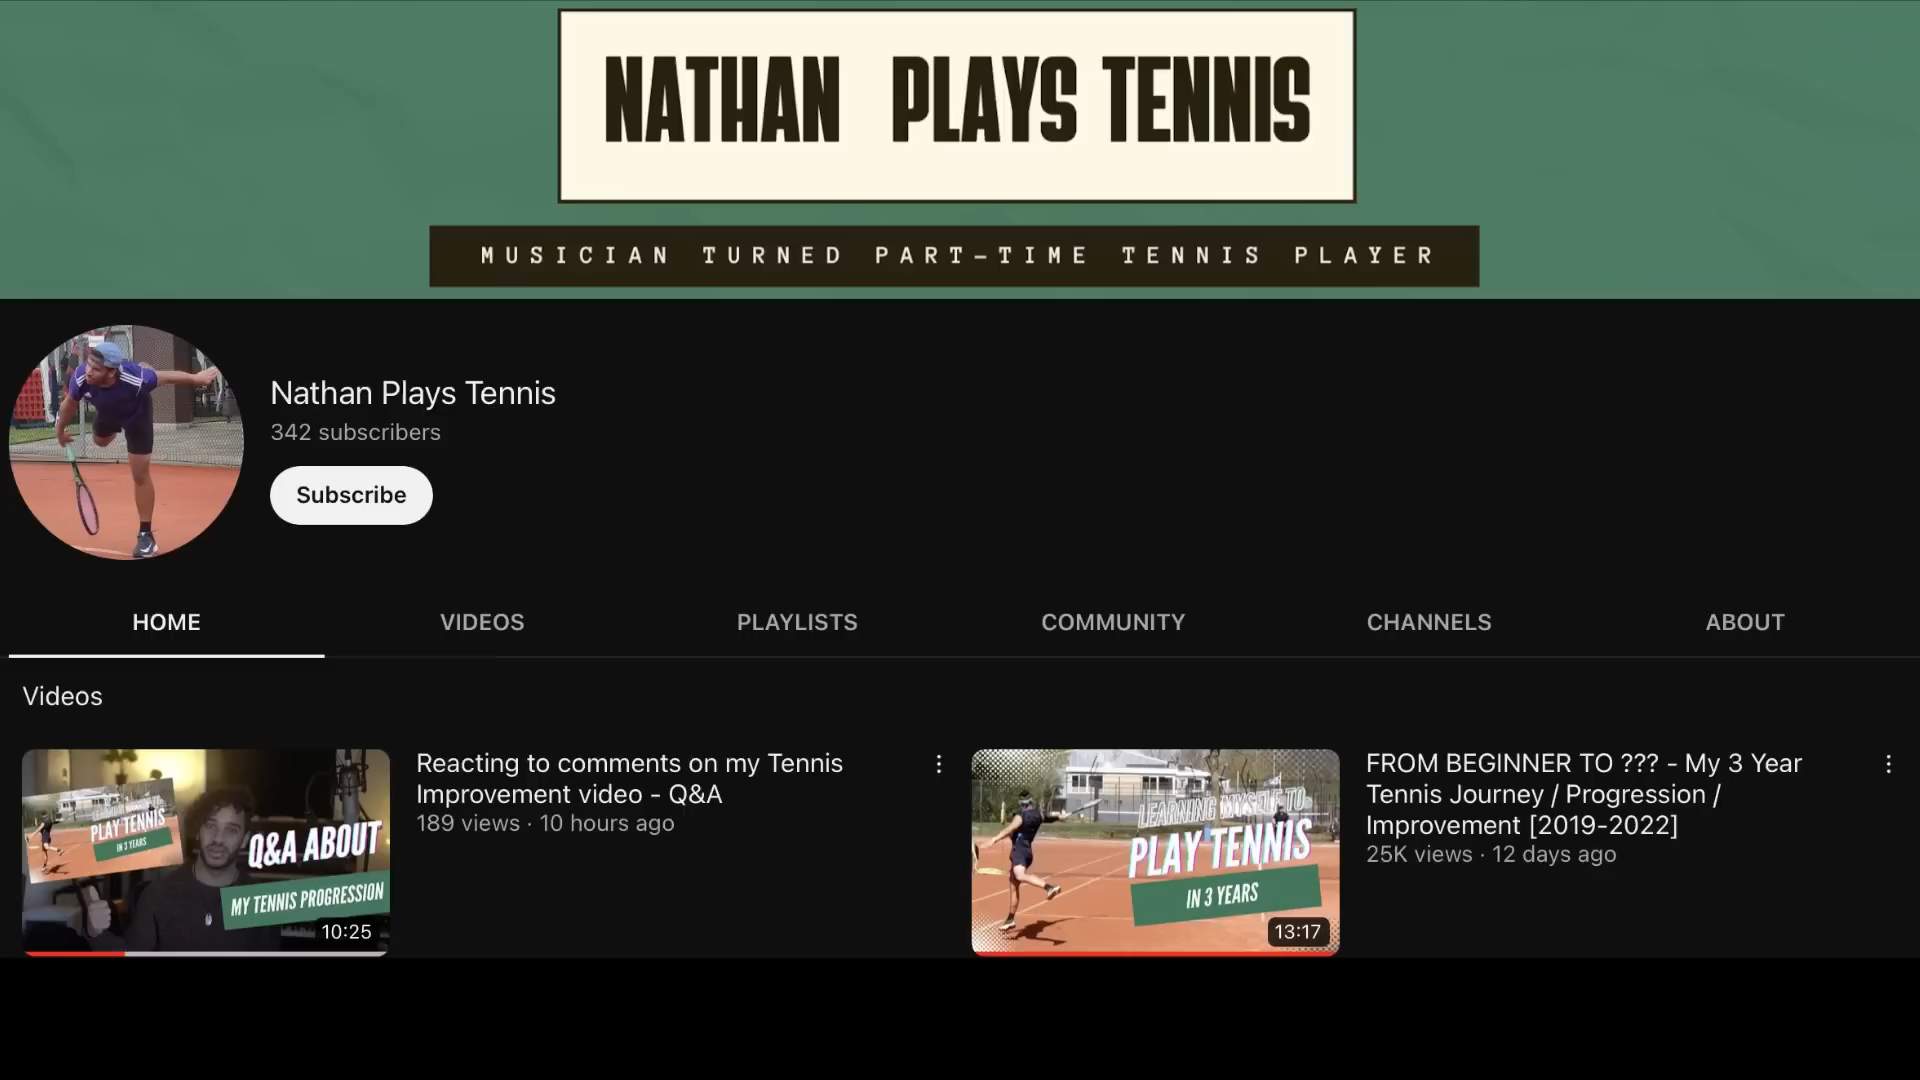 NATHAN PLAYS TENNIS
MUSICIAN TURNED PART-TIME TENNIS PLAYER
Nathan Plays Tennis
342 subscribers
Subscribe
HOME
VIDEOS
PLAYLISTS
COMMUNITY
CHANNELS
ABOUT
Videos
PLAY TENNIS
IN 3 YEARS
Q&A ABOUT
MY TENNIS PROGRESSION
10:25
Reacting to comments on my Tennis
Improvement video - Q&A
189 views · 10 hours ago
LEARNING MYSELF TO
PLAY TENNIS
IN 3 YEARS
13:17
FROM BEGINNER TO ??? - My 3 Year
Tennis Journey / Progression /
Improvement [2019-2022]
25K views · 12 days ago